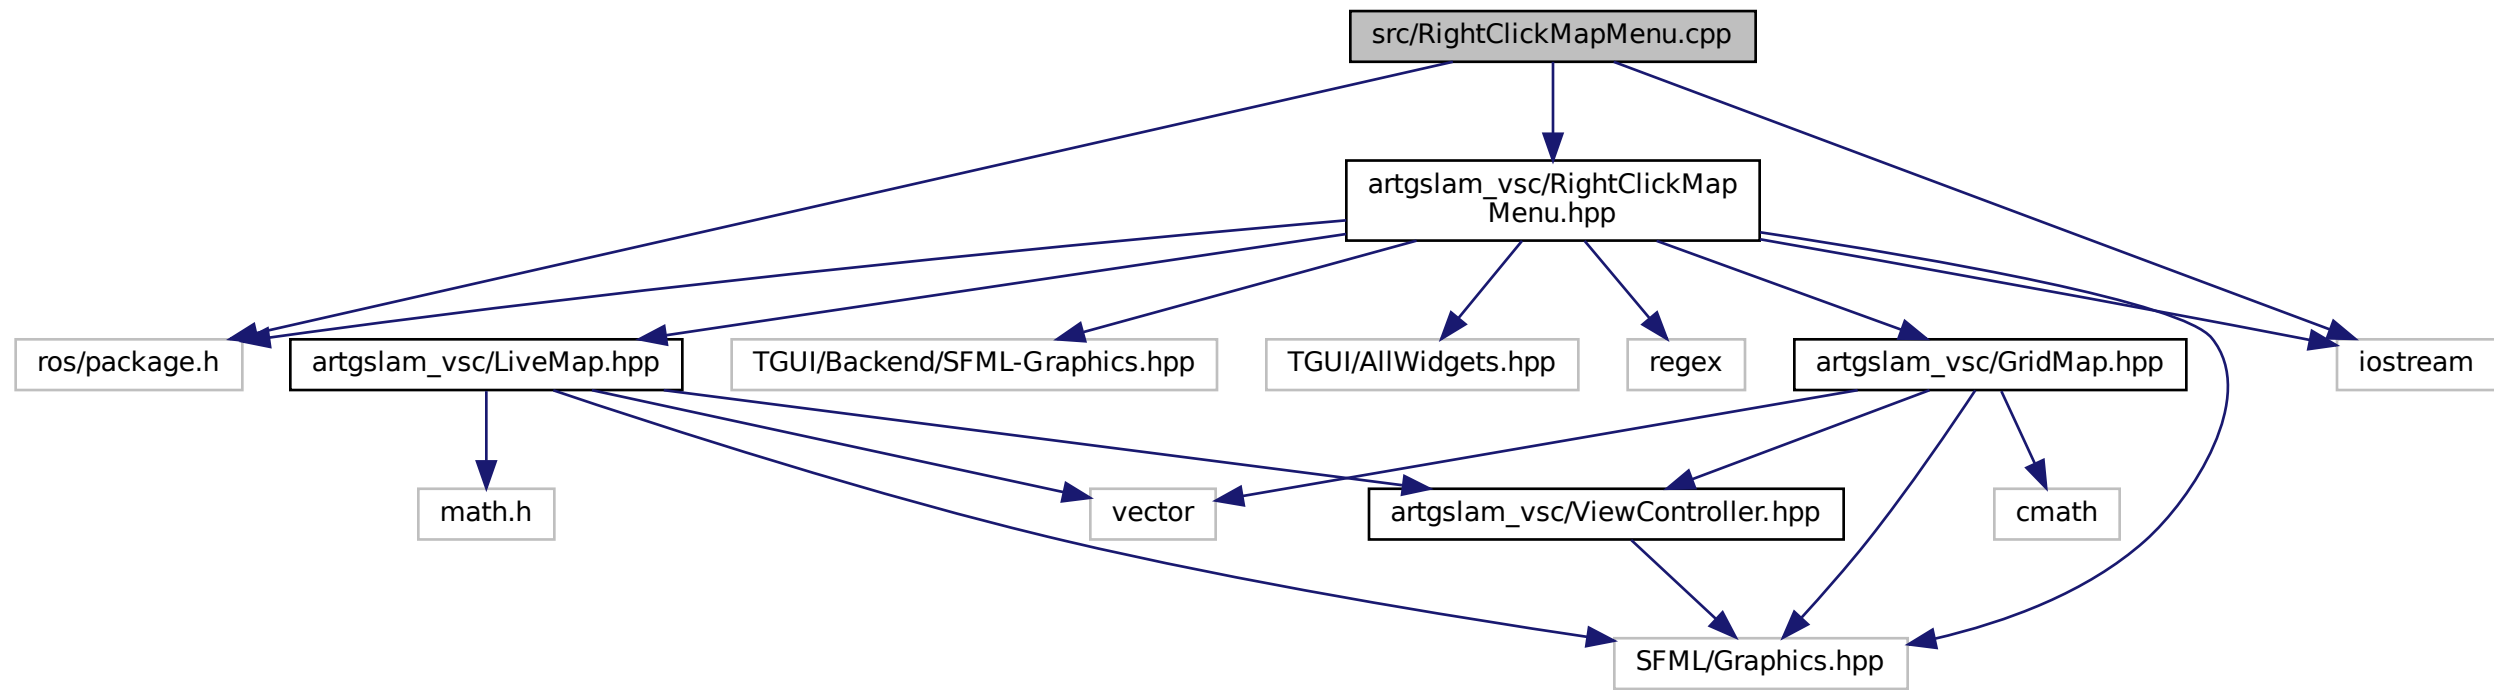 src/RightClickMapMenu.cpp
artgslam_vsc/RightClickMap
Menu.hpp
ros/package.h
artgslam_vsc/LiveMap.hpp
TGUI/Backend/SFML-Graphics.hpp
TGUI/AllWidgets.hpp
regex
artgslam_vsc/GridMap.hpp
iostream
math.h
vector
artgslam_vsc/ViewController.hpp
cmath
SFML/Graphics.hpp